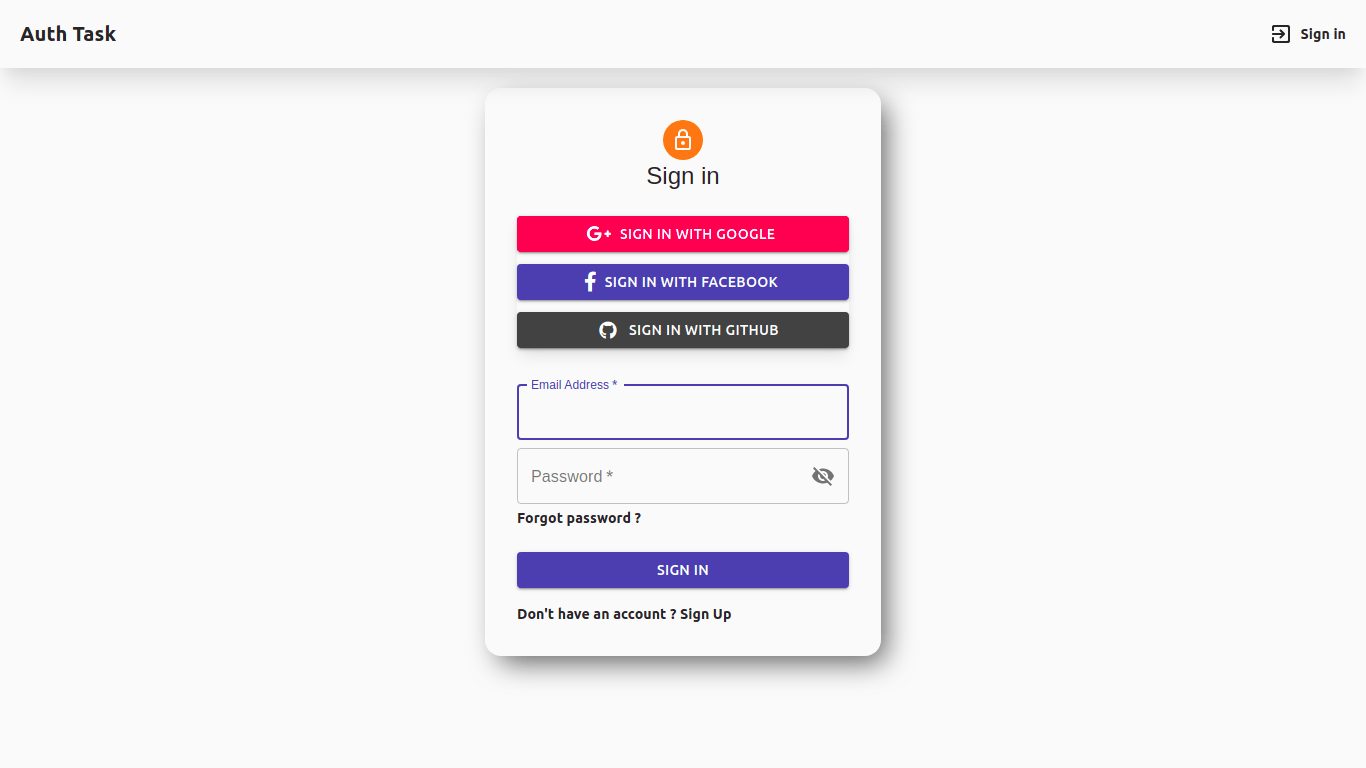 Auth Task
Sign in
Sign in
SIGN IN WITH GOOGLE
SIGN IN WITH FACEBOOK
SIGN IN WITH GITHUB
Email Address *
Password *
Forgot password ?
SIGN IN
Don't have an account ? Sign Up